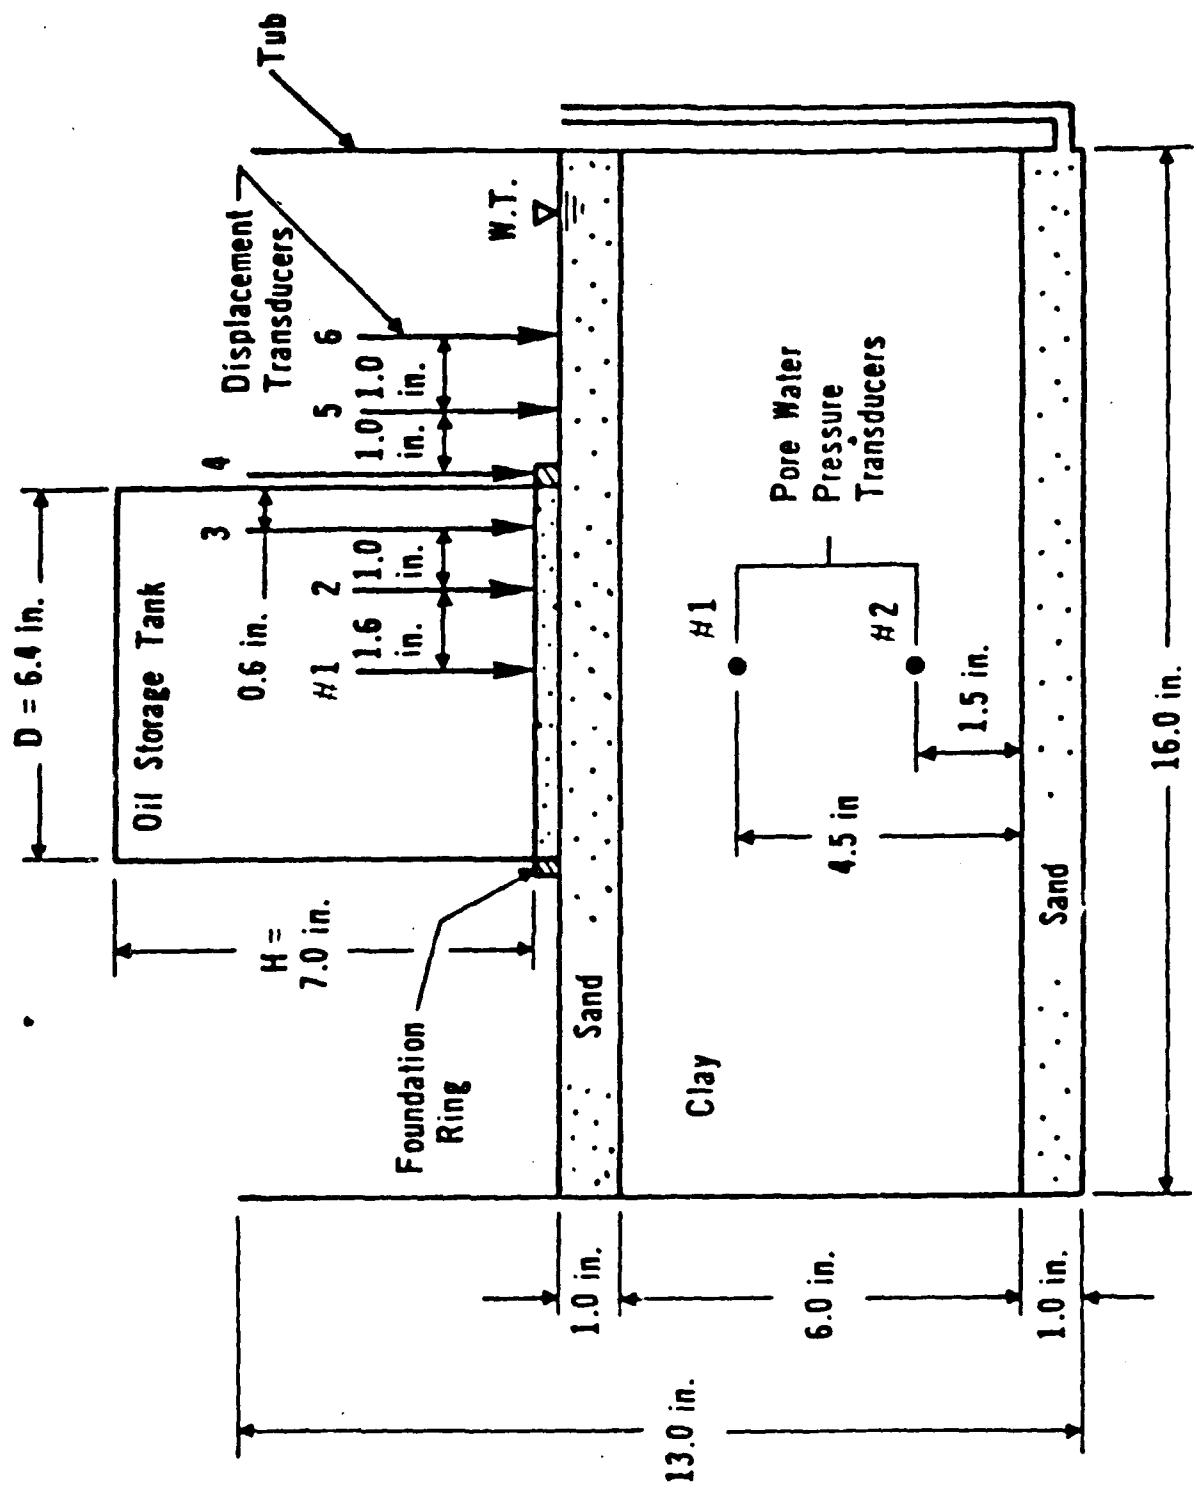 D = 6.4 in.
Oil Storage Tank
H =
7.0 in.
0.6 in.
#1
2
3
4
5
6
1.6
in.
1.0
in.
1.0
in.
1.0
in.
Displacement
Transducers
Tub
W.T.
Foundation
Ring
Sand
Clay
#1
#2
Pore Water
Pressure
Transducers
4.5 in
1.5 in.
Sand
13.0 in.
1.0 in.
6.0 in.
1.0 in.
16.0 in.